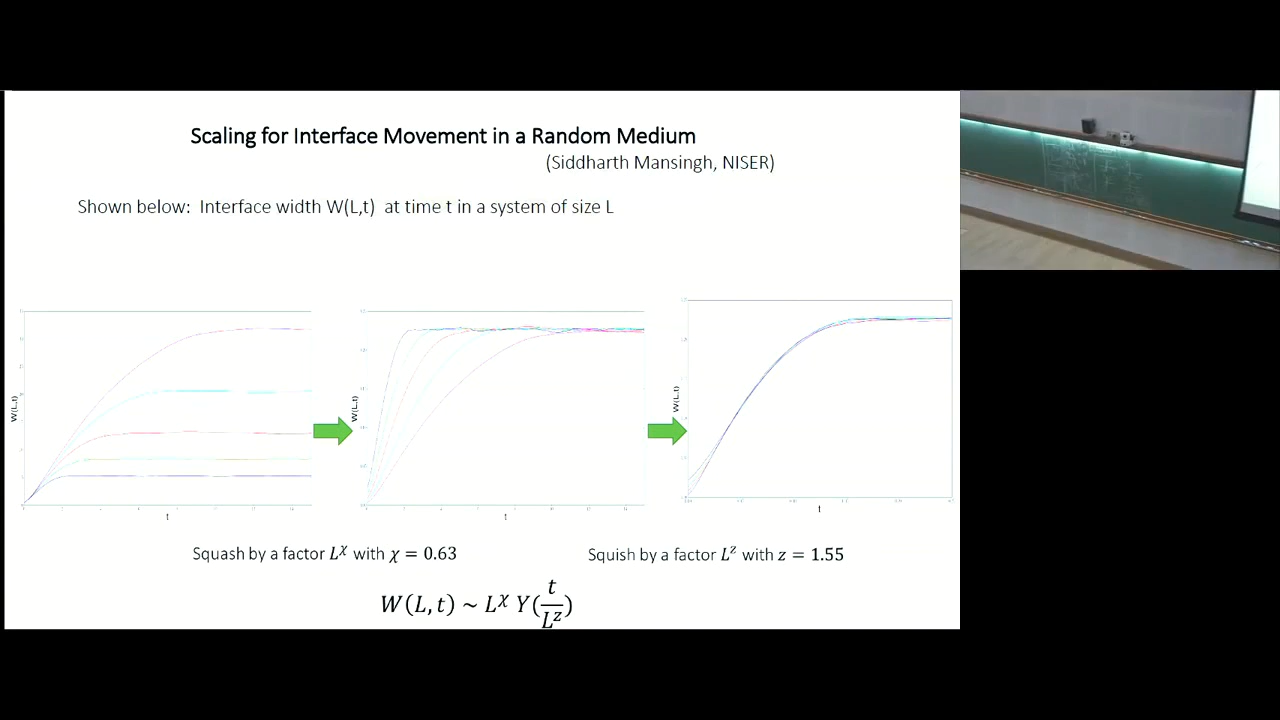 Scaling for Interface Movement in a Random Medium
(Siddharth Mansingh, NISER)
Shown below: Interface width W(L,t) at time t in a system of size L
W(L,t)
t
W(L,t)
t
W(L,t)
t
Squash by a factor L^χ with χ = 0.63
Squish by a factor L^z with z = 1.55
W(L, t) ~ L^χ Y(t/L^z)